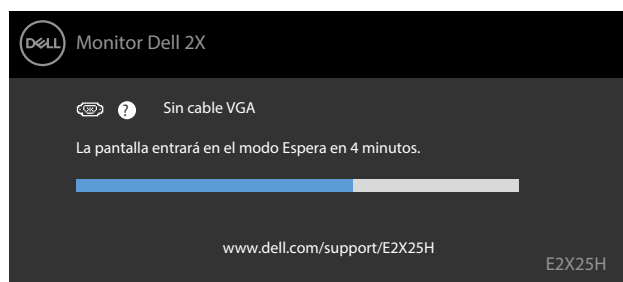 DELL Monitor Dell 2X
? Sin cable VGA
La pantalla entrará en el modo Espera en 4 minutos.
www.dell.com/support/E2X25H
E2X25H